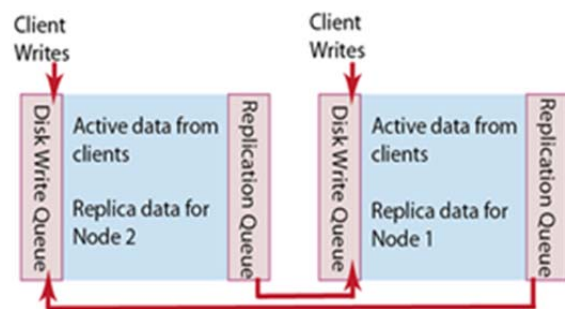 Client
Writes
Disk Write Queue
Active data from
clients
Replica data for
Node 2
Replication Queue
Client
Writes
Disk Write Queue
Active data from
clients
Replica data for
Node 1
Replication Queue